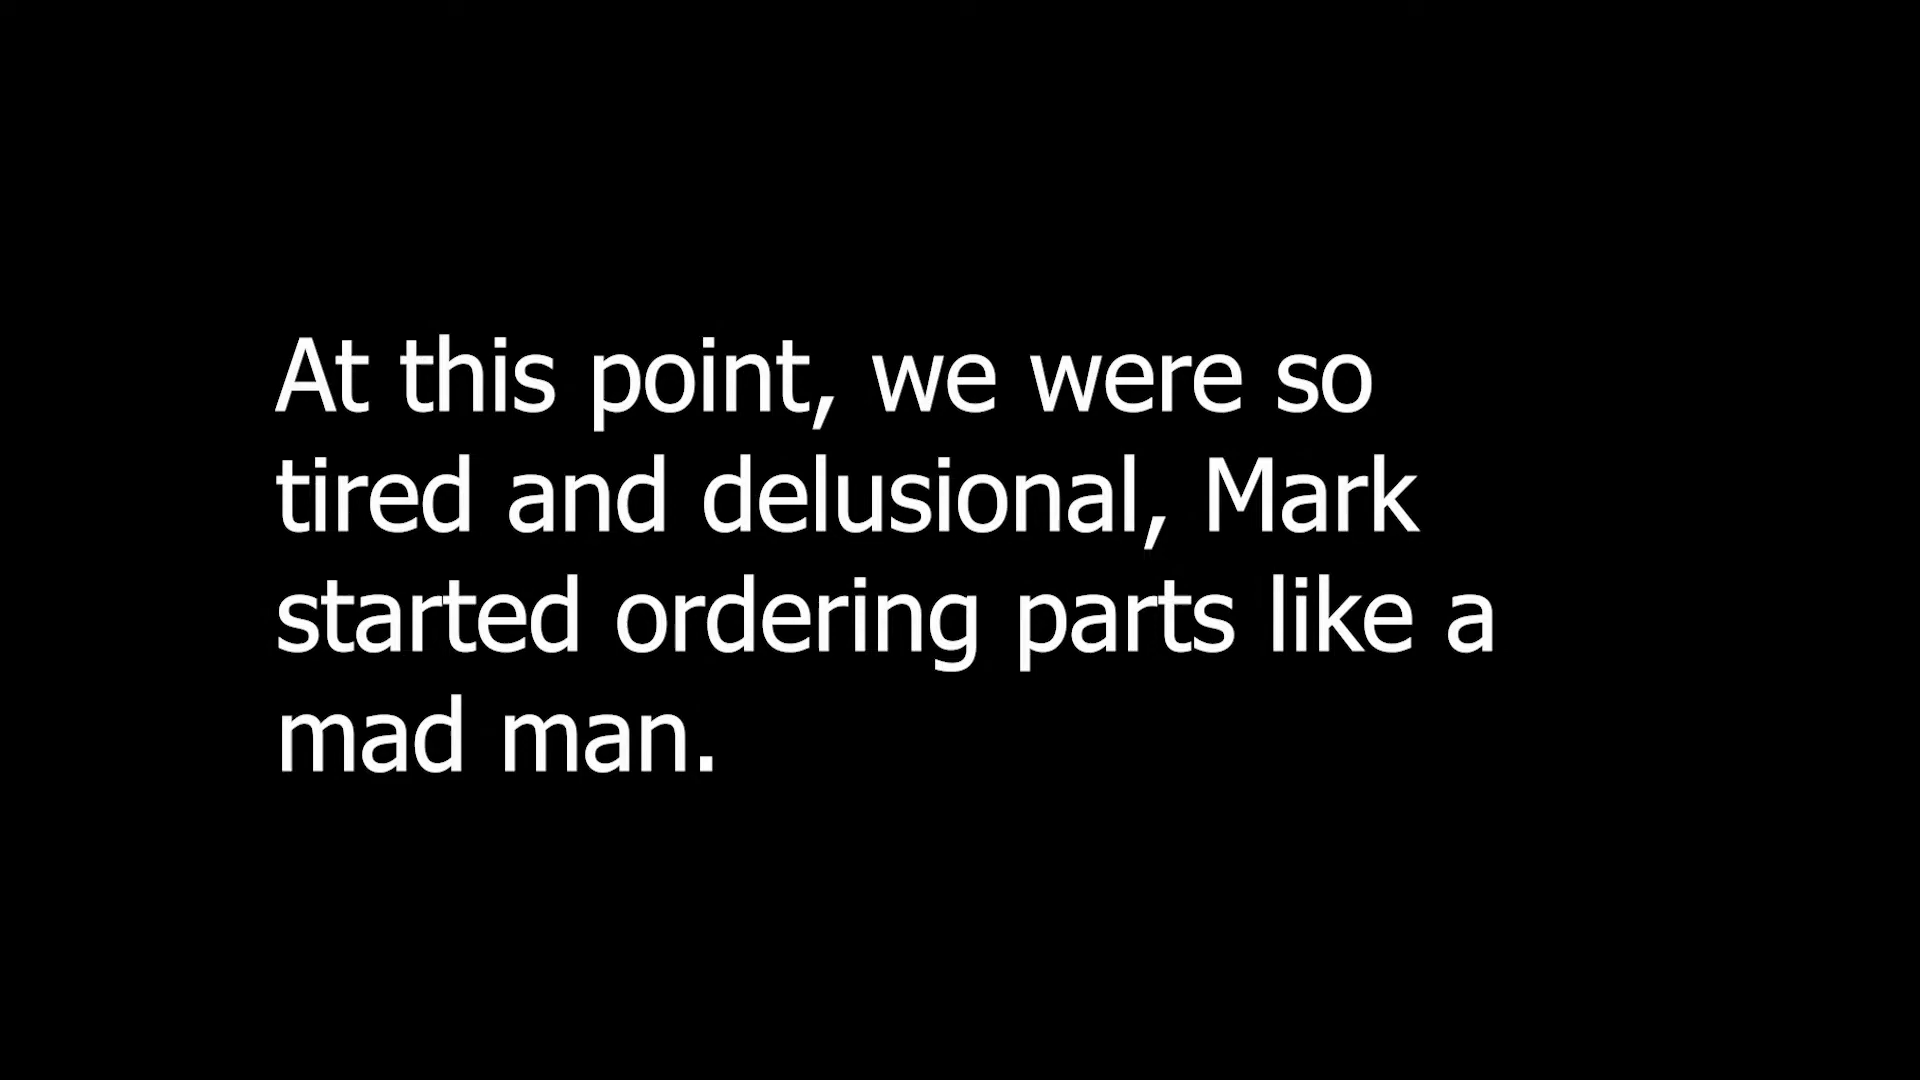 At this point, we were so
tired and delusional, Mark
started ordering parts like a
mad man.